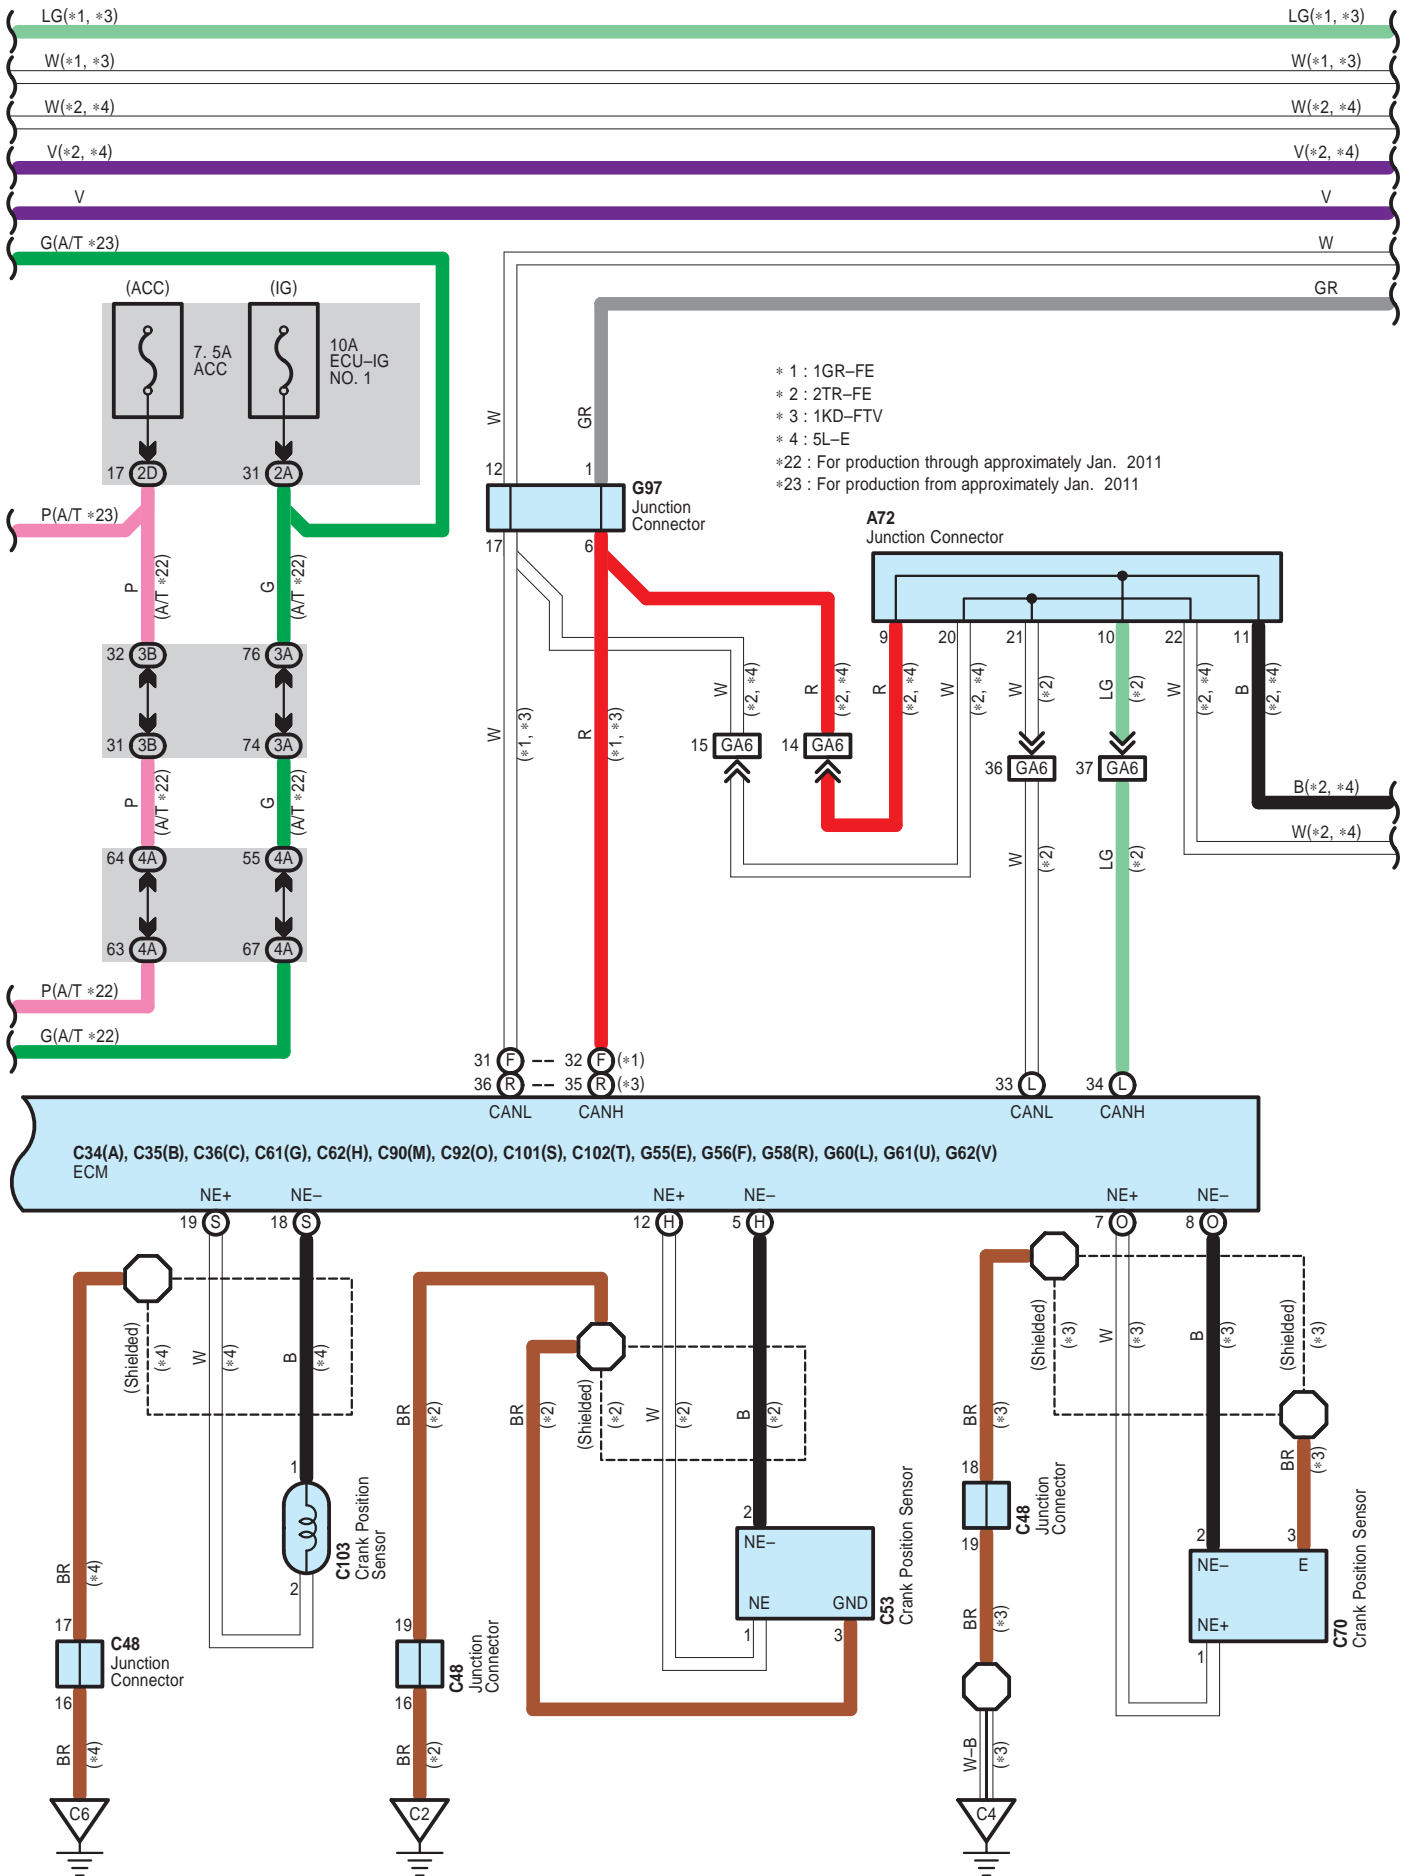 LG(*1, *3) LG(*1, *3)
W(*1, *3) W(*1, *3)
W(*2, *4) W(*2, *4)
V(*2, *4) V(*2, *4)
V V
G(A/T *23) W
(ACC) (IG) GR
7. 5A
ACC
10A
ECU–IG
NO. 1
* 1 : 1GR–FE
* 2 : 2TR–FE
* 3 : 1KD–FTV
* 4 : 5L–E
*22 : For production through approximately Jan. 2011
*23 : For production from approximately Jan. 2011
W GR
17 2D 31 2A 12 1
G97
Junction
Connector
P(A/T *23)
A72
Junction Connector
17 6
P (A/T *22) G (A/T *22)
9 20 21 10 22 11
32 3B 76 3A
W (*1, *3) R (*1, *3) W (*2, *4) R (*2, *4) R (*2, *4) W (*2, *4) W (*2) LG (*2) W (*2, *4) B (*2, *4)
31 3B 74 3A 15 GA6 14 GA6 36 GA6 37 GA6
P (A/T *22) G (A/T *22)
B(*2, *4)
W(*2, *4)
W (*2) LG (*2)
64 4A 55 4A
63 4A 67 4A
P(A/T *22)
G(A/T *22)
31 F 32 F (*1)
36 R 35 R (*3) 33 L 34 L
CANL CANH CANL CANH
C34(A), C35(B), C36(C), C61(G), C62(H), C90(M), C92(O), C101(S), C102(T), G55(E), G56(F), G58(R), G60(L), G61(U), G62(V)
ECM
NE+ NE– NE+ NE– NE+ NE–
19 S 18 S 12 H 5 H 7 O 8 O
(Shielded) (*4) W (*4) B (*4)
BR (*2) BR (*2) (Shielded) (*2) W (*2) B (*2)
BR (*3) (Shielded) (*3) W (*3) B (*3) (Shielded) (*3)
BR (*3)
1
C103
Crank Position
Sensor
2
18
C48
Junction
Connector
19
2
NE–
NE GND
C53
Crank Position Sensor
1 3
2 3
NE– E
NE+
C70
Crank Position Sensor
1
BR (*4)
BR (*3)
17
C48
Junction
Connector
16
19
C48
Junction
Connector
16
BR (*4) BR (*2) W–B (*3)
C6 C2 C4